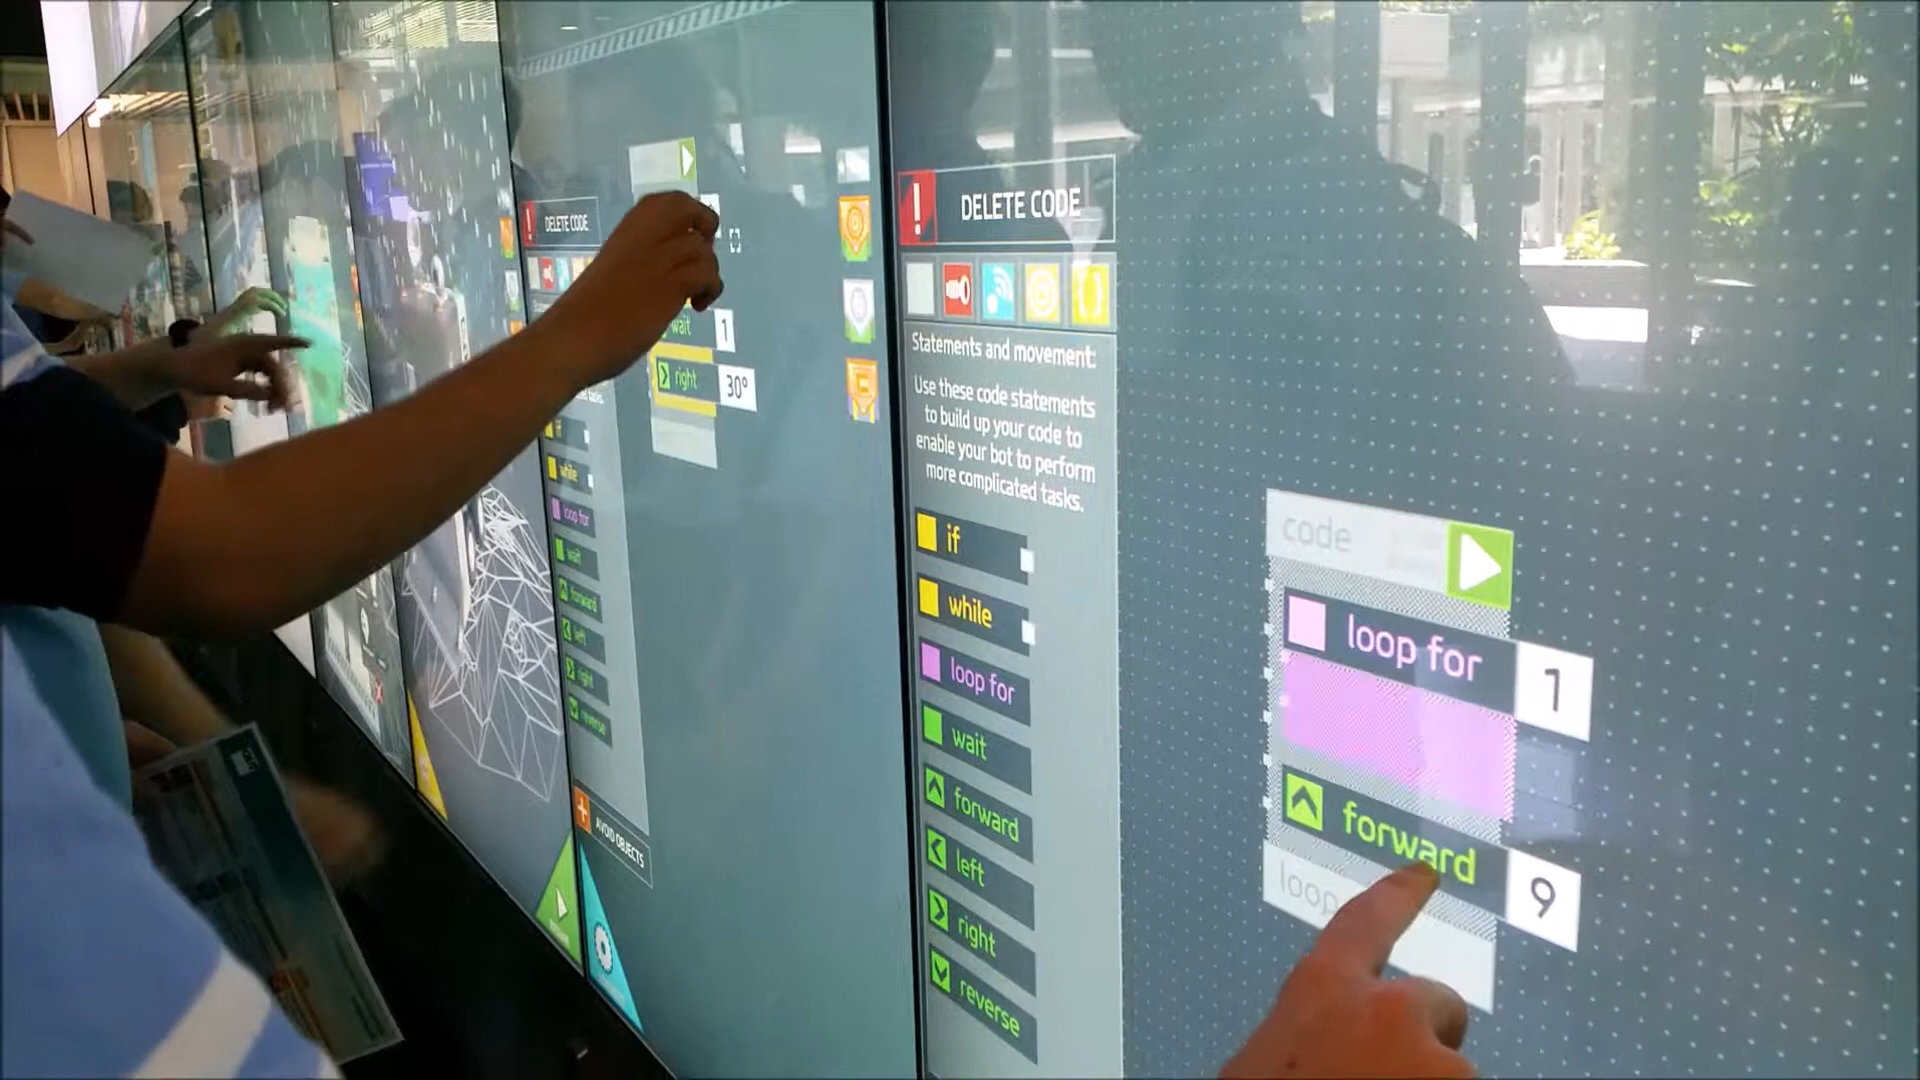 DELETE CODE
wait
1
right
30°
while
loop for
wait
forward
left
right
reverse
AVOID OBJECTS
DELETE CODE
Statements and movement:
Use these code statements
to build up your code to
enable your bot to perform
more complicated tasks.
if
while
loop for
wait
forward
left
right
reverse
code
loop for
1
forward
9
loop